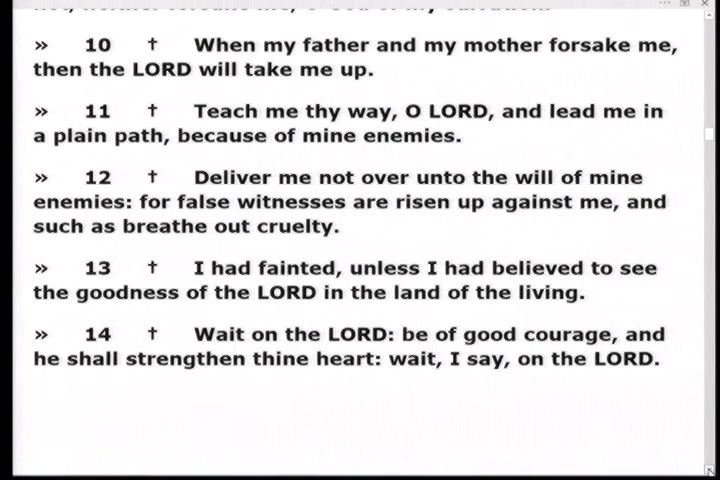 » 10 † When my father and my mother forsake me,
then the LORD will take me up.
» 11 † Teach me thy way, O LORD, and lead me in
a plain path, because of mine enemies.
» 12 † Deliver me not over unto the will of mine
enemies: for false witnesses are risen up against me, and
such as breathe out cruelty.
» 13 † I had fainted, unless I had believed to see
the goodness of the LORD in the land of the living.
» 14 † Wait on the LORD: be of good courage, and
he shall strengthen thine heart: wait, I say, on the LORD.